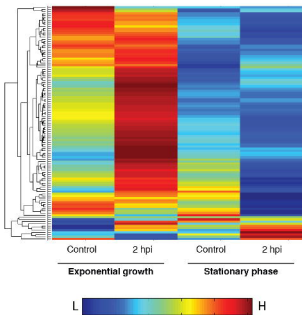 Control 2 hpi Control 2 hpi
Exponential growth Stationary phase
L H